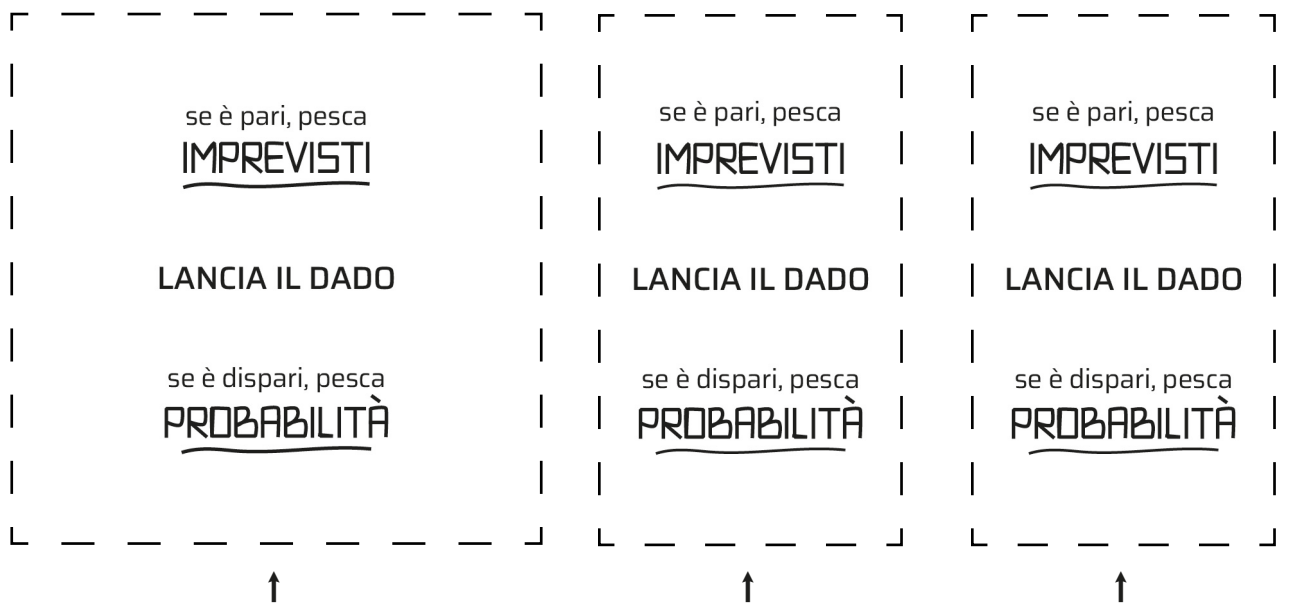 se è pari, pesca
IMPREVISTI
LANCIA IL DADO
se è dispari, pesca
PROBABILITÀ
se è pari, pesca
IMPREVISTI
LANCIA IL DADO
se è dispari, pesca
PROBABILITÀ
se è pari, pesca
IMPREVISTI
LANCIA IL DADO
se è dispari, pesca
PROBABILITÀ